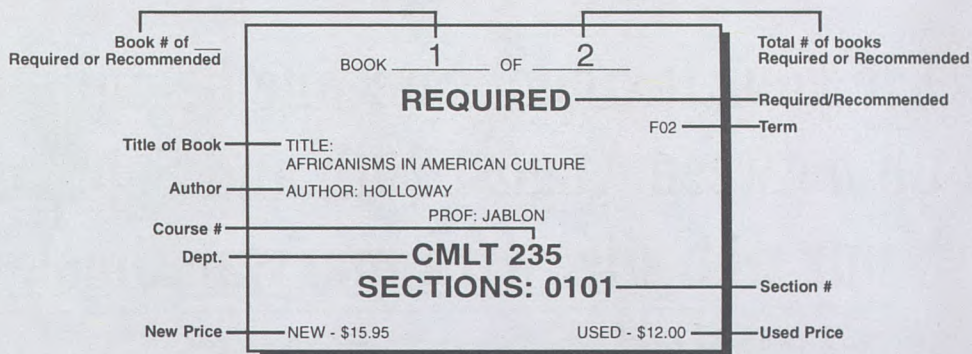 Book # of ___
Required or Recommended
Total # of books
Required or Recommended
BOOK 1 OF 2
REQUIRED
Required/Recommended
F02
Term
Title of Book
TITLE:
AFRICANISMS IN AMERICAN CULTURE
Author
AUTHOR: HOLLOWAY
PROF: JABLON
Course #
Dept.
CMLT 235
SECTIONS: 0101
Section #
New Price
NEW - $15.95
USED - $12.00
Used Price